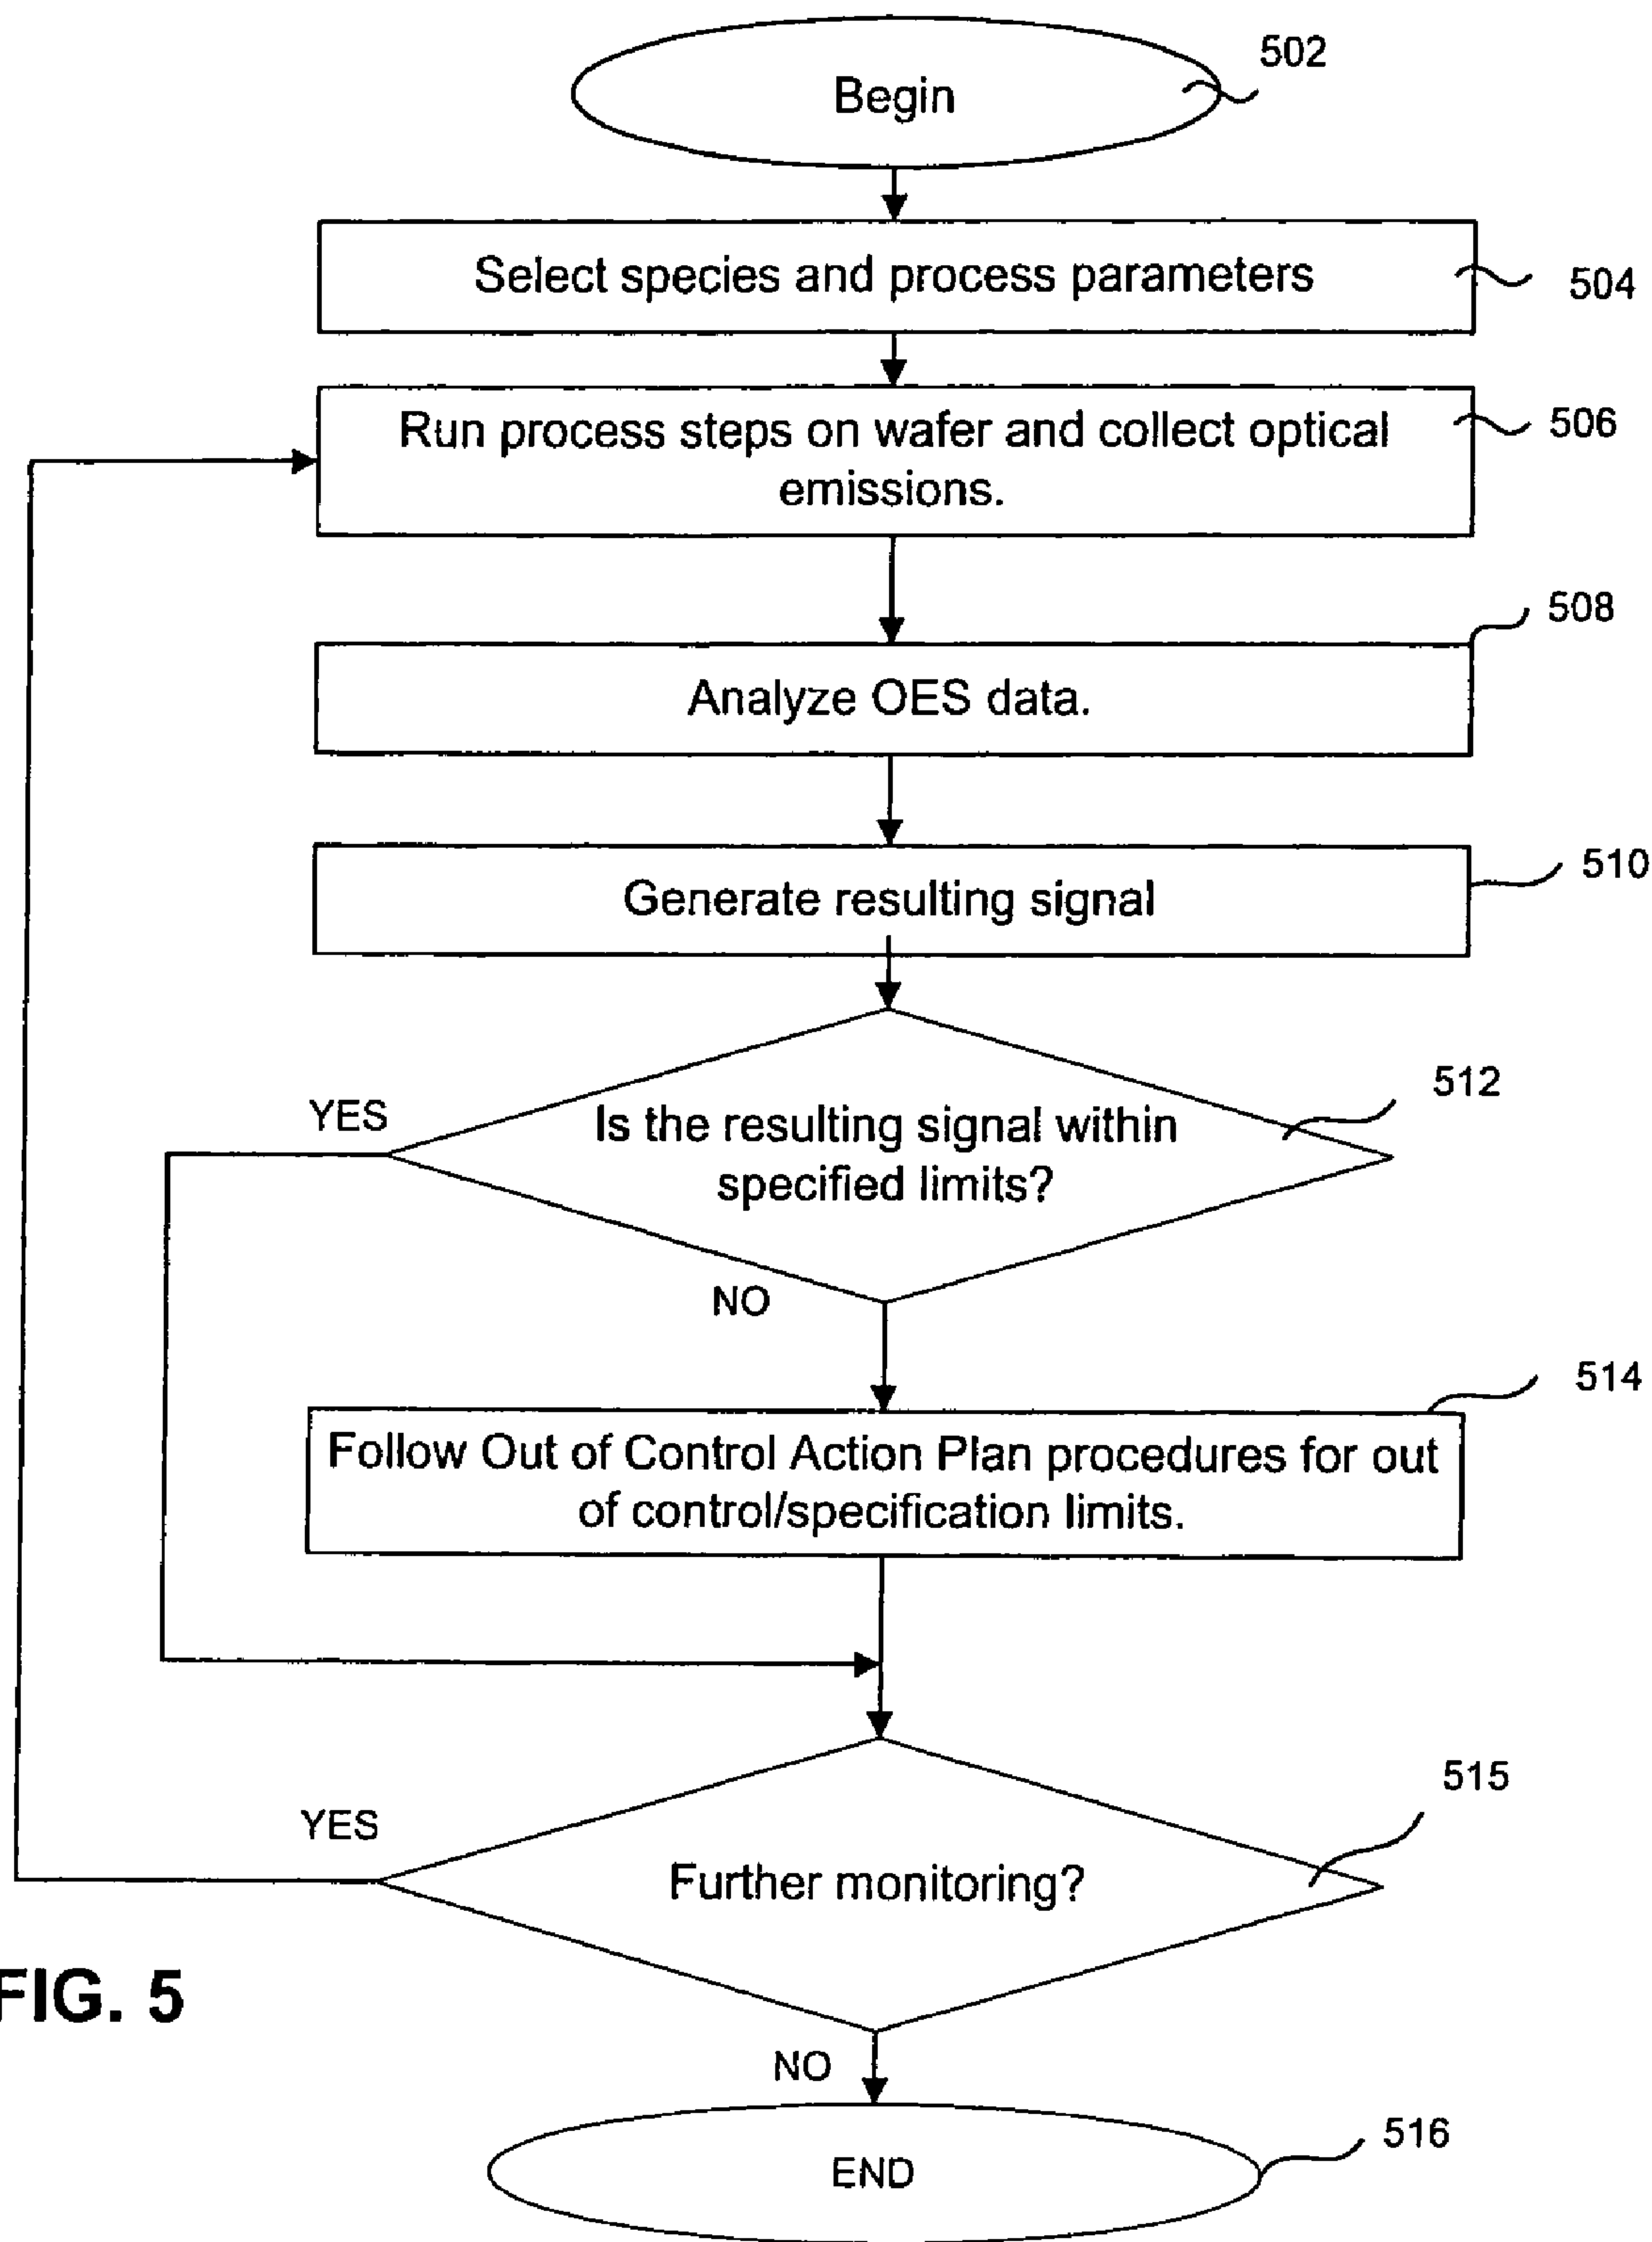 Begin
502
Select species and process parameters
504
Run process steps on wafer and collect optical
emissions.
506
508
Analyze OES data.
510
Generate resulting signal
512
YES
Is the resulting signal within
specified limits?
NO
514
Follow Out of Control Action Plan procedures for out
of control/specification limits.
515
YES
Further monitoring?
FIG. 5
NO
516
END